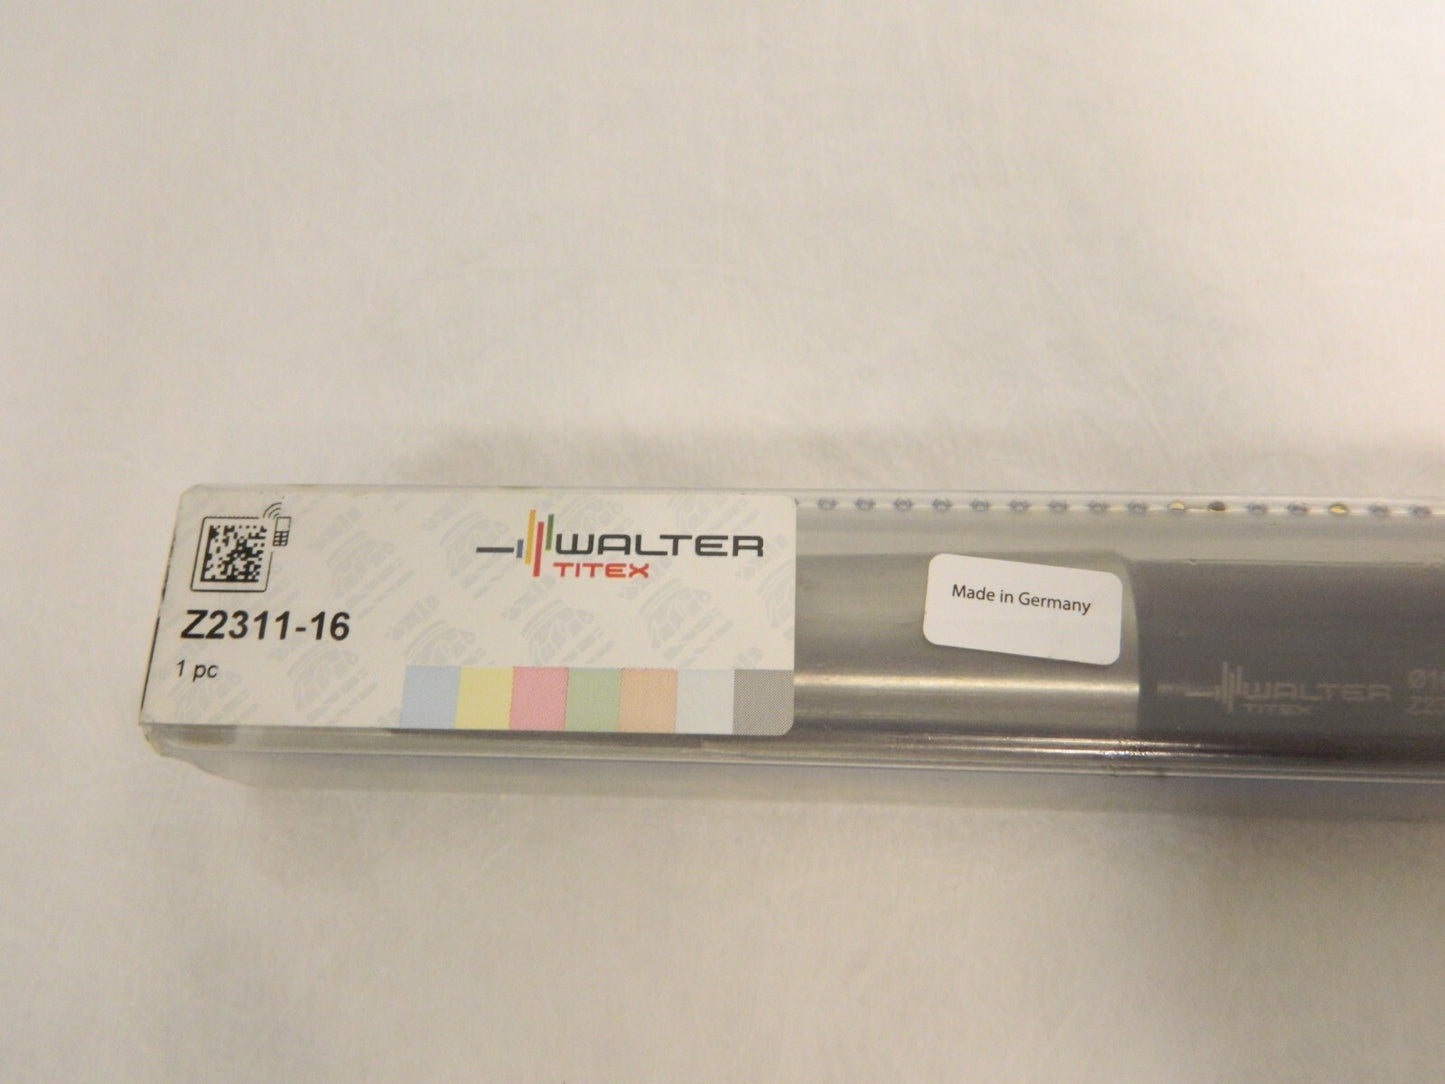 WALTER
TITEX
Z2311-16
1 pc
Made in Germany
WALTER
TITEX